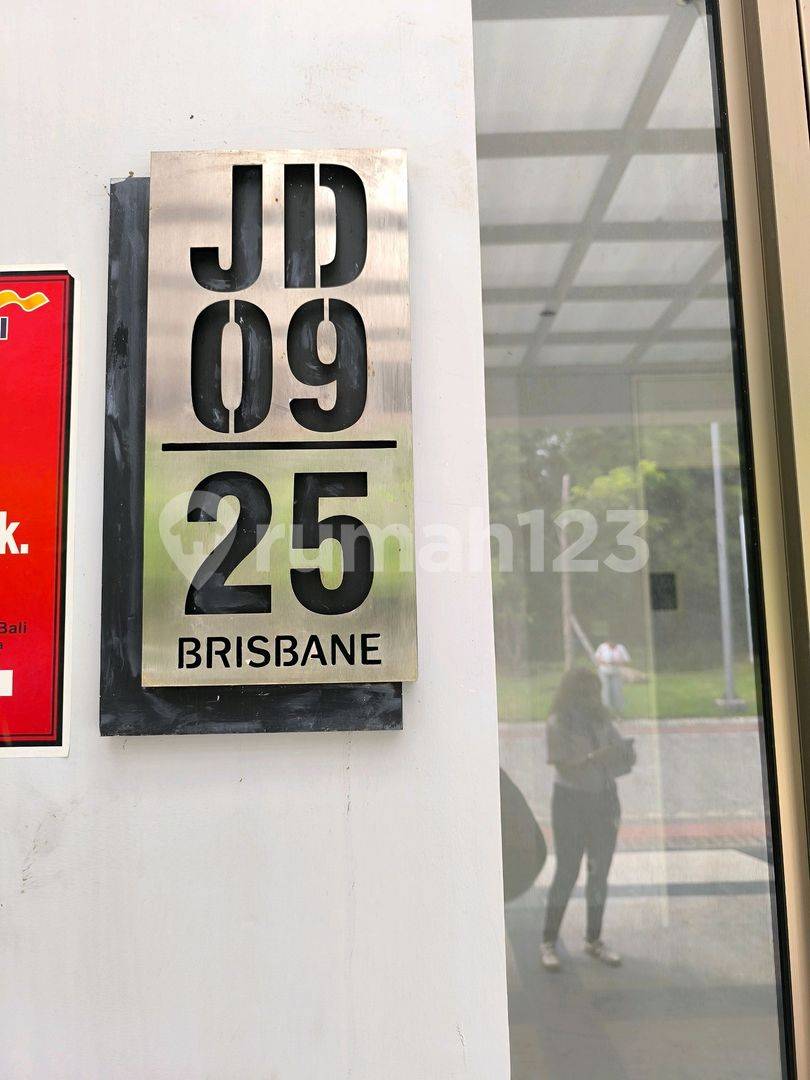 JD
09
25
BRISBANE
rumah123
k.
Bali